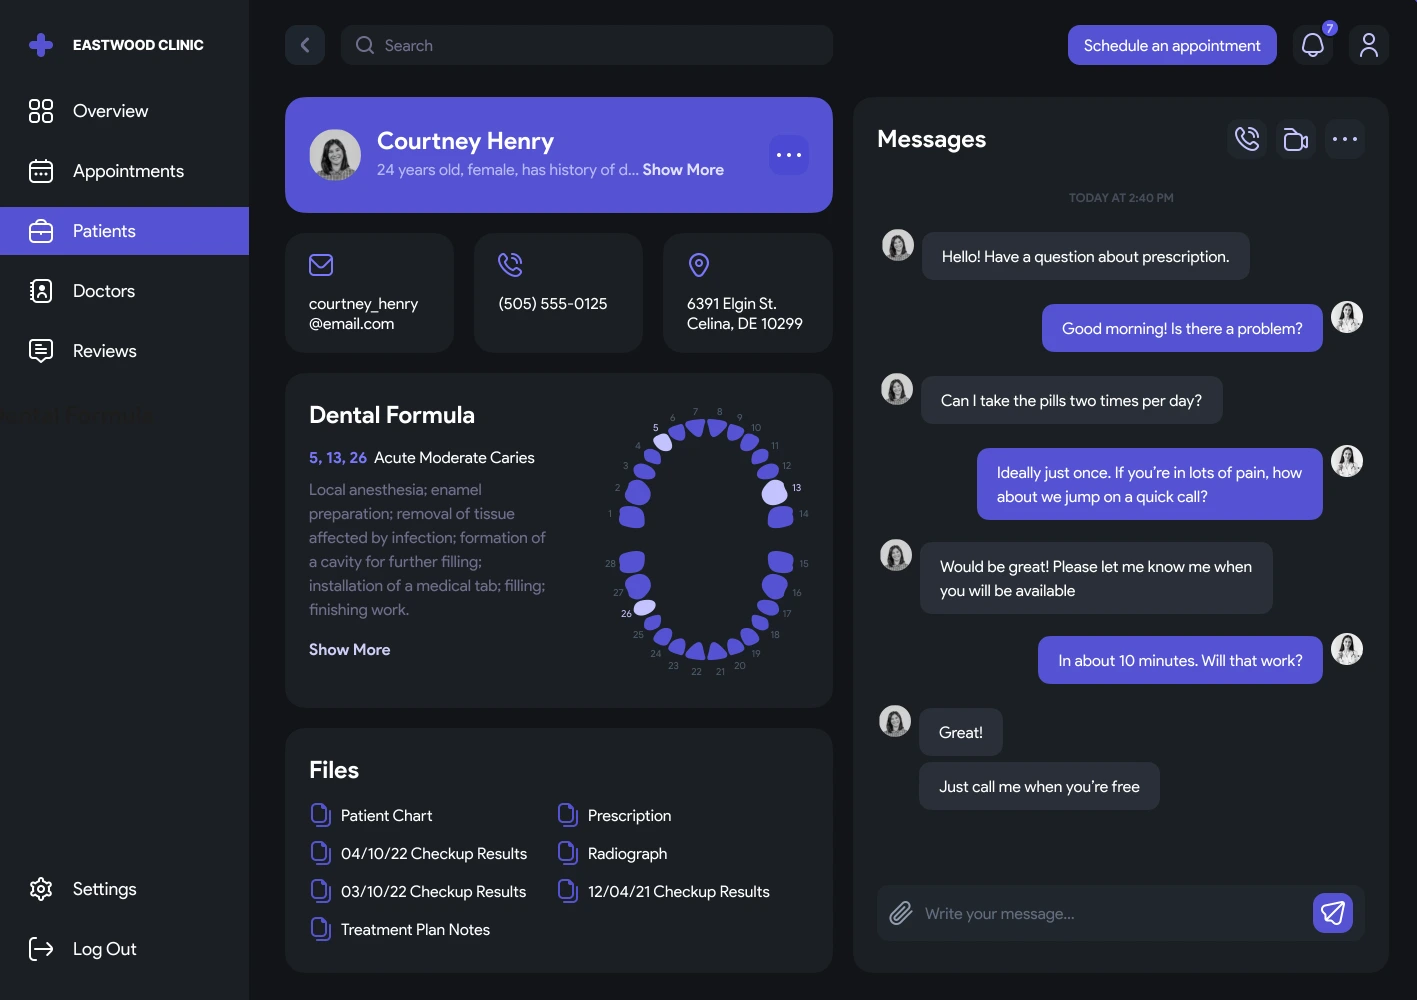 EASTWOOD CLINIC
Overview
Appointments
Patients
Doctors
Reviews
Settings
Log Out
Search
Schedule an appointment
7
Courtney Henry
24 years old, female, has history of d... Show More
courtney_henry
@email.com
(505) 555-0125
6391 Elgin St.
Celina, DE 10299
Dental Formula
5, 13, 26 Acute Moderate Caries
Local anesthesia; enamel
preparation; removal of tissue
affected by infection; formation of
a cavity for further filling;
installation of a medical tab; filling;
finishing work.
Show More
1
2
3
4
5
6
7
8
9
10
11
12
13
14
15
16
17
18
19
20
21
22
23
24
25
26
27
28
Files
Patient Chart
04/10/22 Checkup Results
03/10/22 Checkup Results
Treatment Plan Notes
Prescription
Radiograph
12/04/21 Checkup Results
Messages
TODAY AT 2:40 PM
Hello! Have a question about prescription.
Good morning! Is there a problem?
Can I take the pills two times per day?
Ideally just once. If you’re in lots of pain, how
about we jump on a quick call?
Would be great! Please let me know me when
you will be available
In about 10 minutes. Will that work?
Great!
Just call me when you’re free
Write your message...